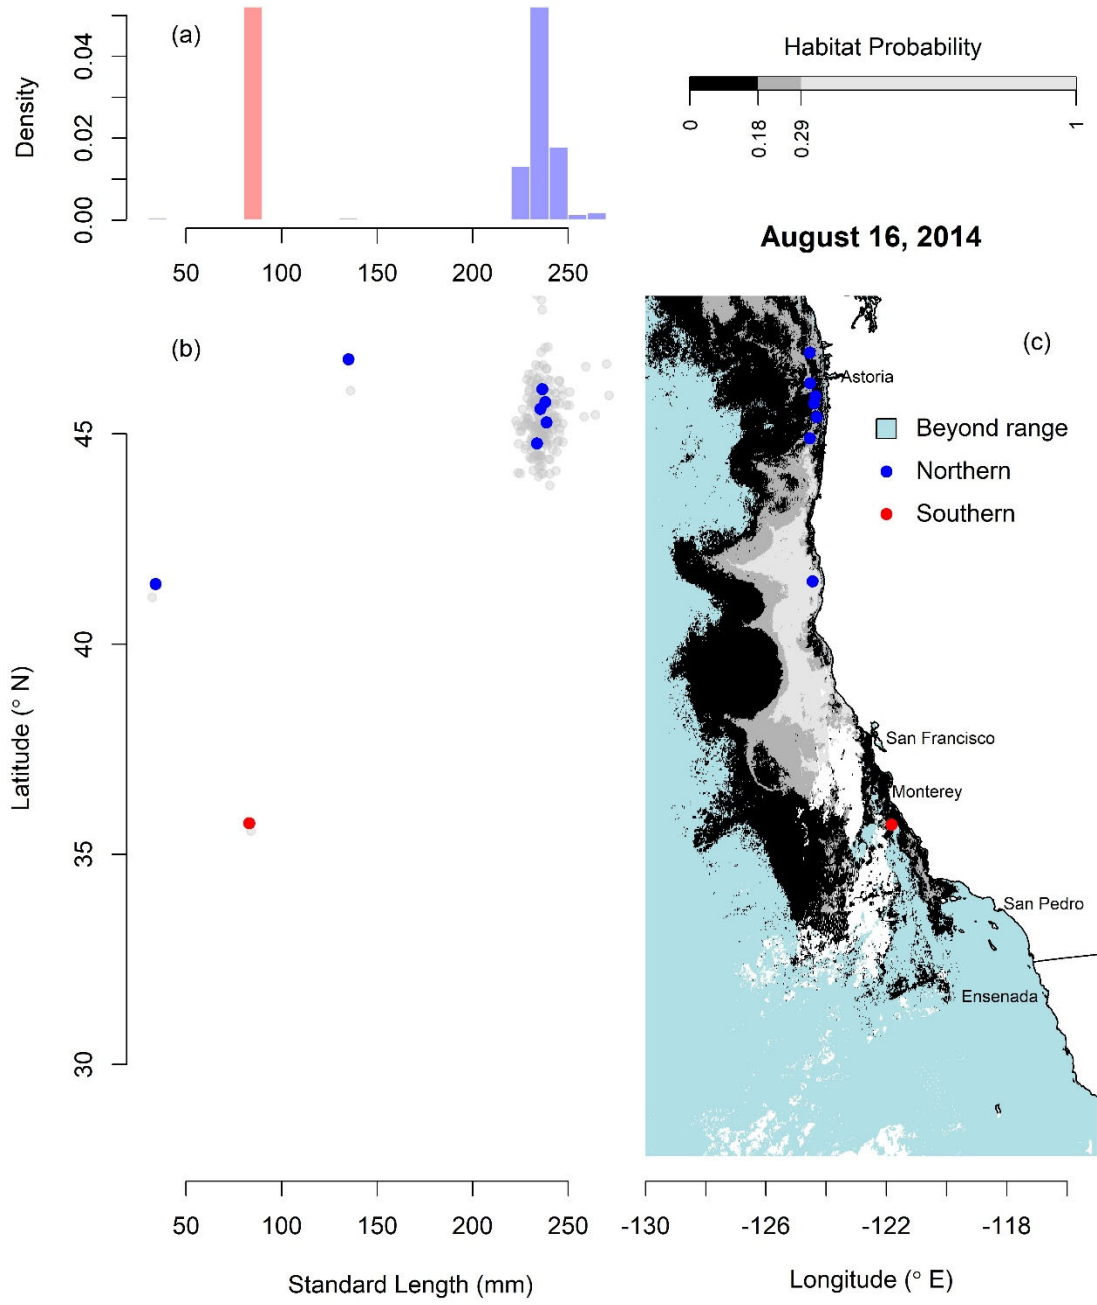 (a)
Density
0.00
0.02
0.04
50
100
150
200
250
Habitat Probability
0
0.18
0.29
1
August 16, 2014
(b)
Latitude (° N)
45
40
35
30
50
100
150
200
250
Standard Length (mm)
(c)
Astoria
Beyond range
Northern
Southern
San Francisco
Monterey
San Pedro
Ensenada
-130
-126
-122
-118
Longitude (° E)